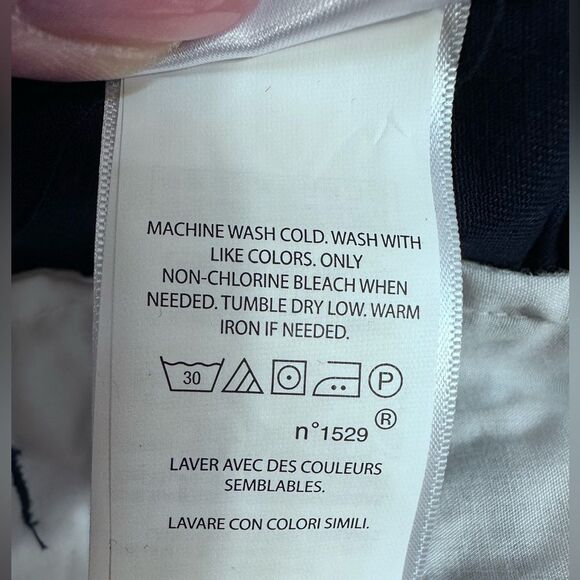 MACHINE WASH COLD. WASH WITH
LIKE COLORS. ONLY
NON-CHLORINE BLEACH WHEN
NEEDED. TUMBLE DRY LOW. WARM
IRON IF NEEDED.
30 P
n°1529 ®
LAVER AVEC DES COULEURS
SEMBLABLES.
LAVARE CON COLORI SIMILI.